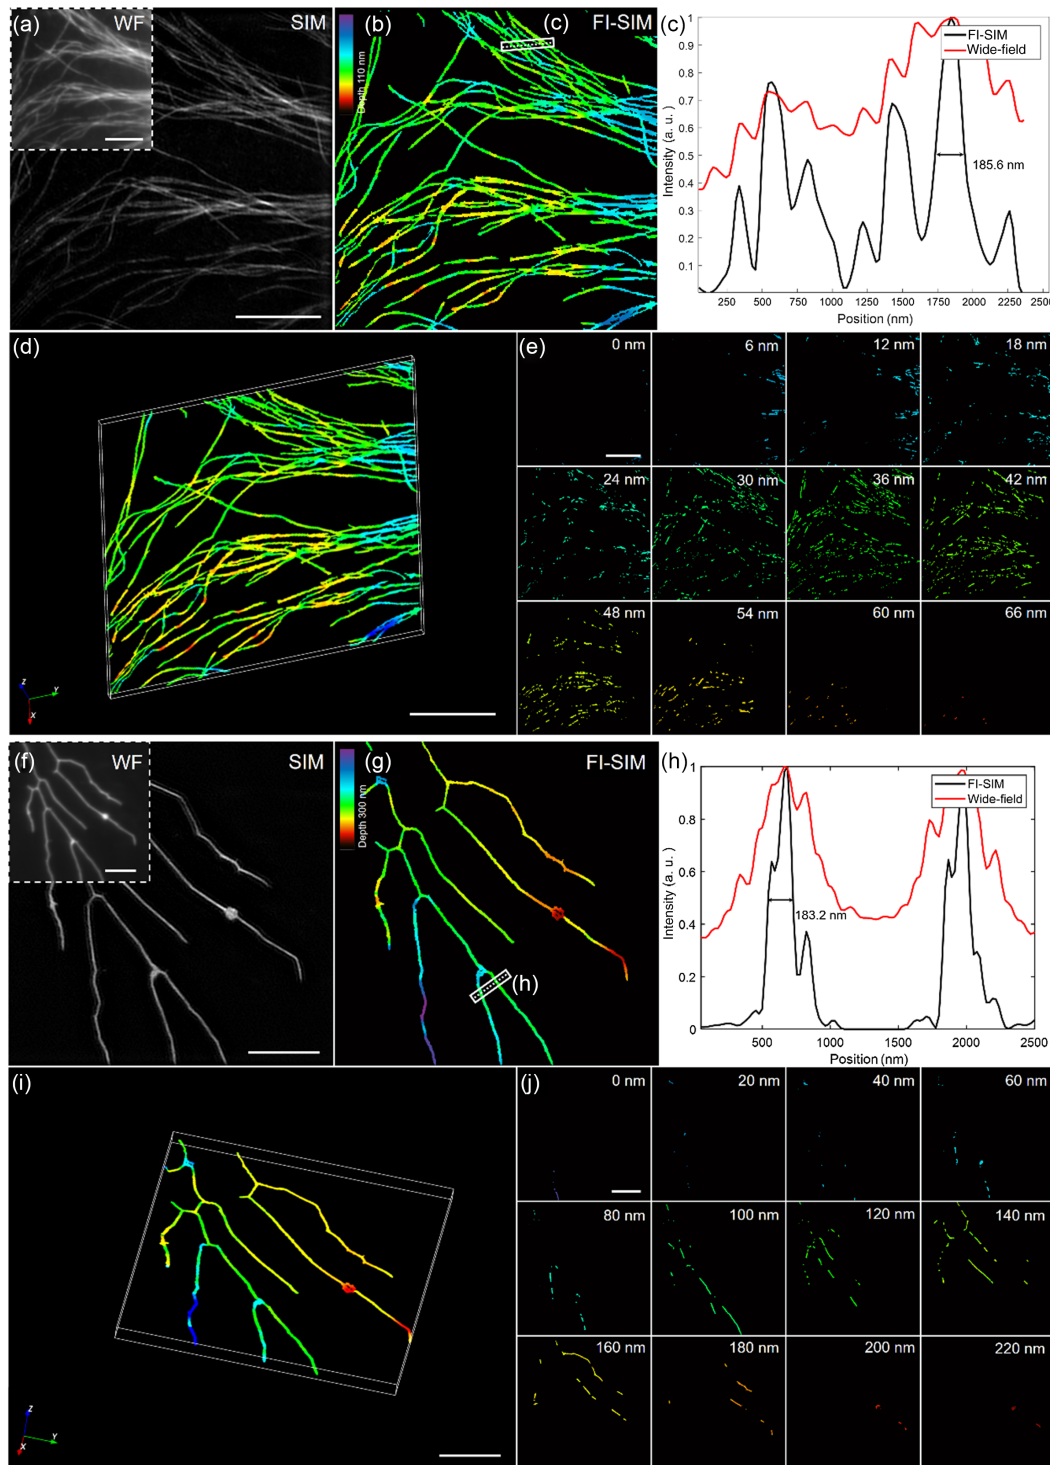 (a) WF SIM
(b) (c) FI-SIM
Depth 110 nm
(c)
1
0.9
0.8
0.7
0.6
0.5
0.4
0.3
0.2
0.1
Intensity (a. u.)
FI-SIM
Wide-field
185.6 nm
250 500 750 1000 1250 1500 1750 2000 2250
Position (nm)
(d)
Z Y X
(e) 0 nm 6 nm 12 nm 18 nm
24 nm 30 nm 36 nm 42 nm
48 nm 54 nm 60 nm 66 nm
(f) WF SIM
(g) FI-SIM
Depth 300 nm
(h)
(h)
1
0.8
0.6
0.4
0.2
0
Intensity (a. u.)
FI-SIM
Wide-field
183.2 nm
500 1000 1500 2000 2500
Position (nm)
(i)
Z Y X
(j) 0 nm 20 nm 40 nm 60 nm
80 nm 100 nm 120 nm 140 nm
160 nm 180 nm 200 nm 220 nm